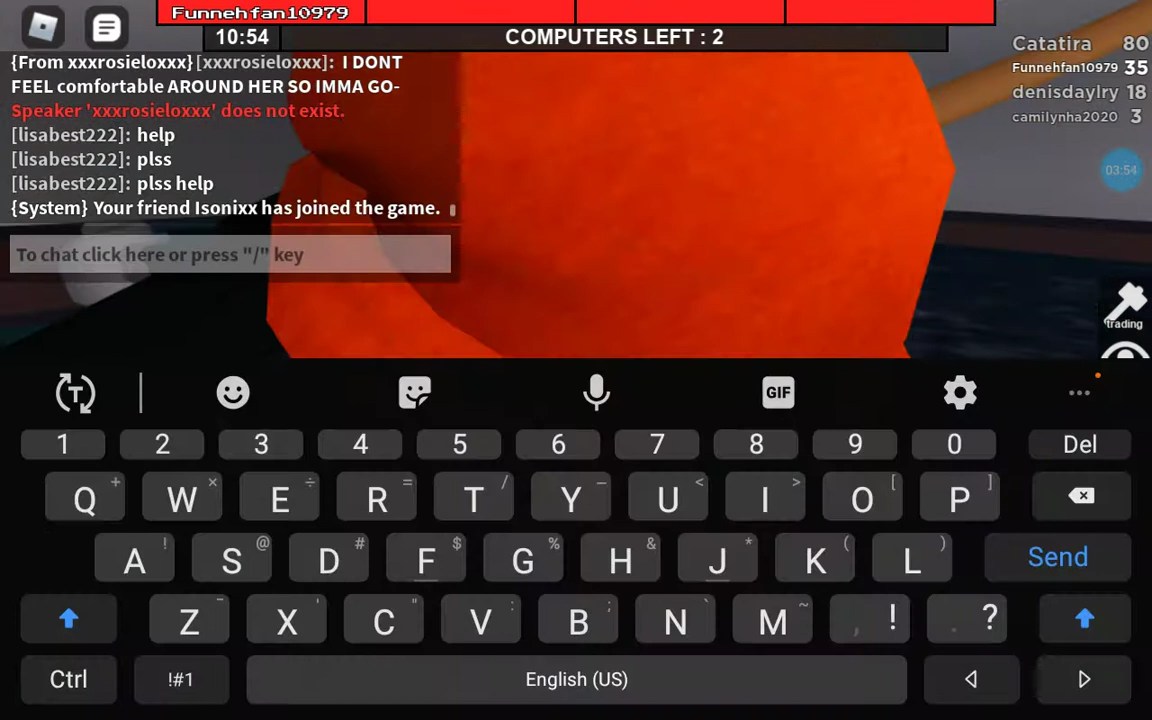 Funnehfan10979
10:54 COMPUTERS LEFT : 2
{From xxxrosieloxxx} [xxxrosieloxxx]: I DONT
FEEL comfortable AROUND HER SO IMMA GO-
Speaker 'xxxrosieloxxx' does not exist.
[lisabest222]: help
[lisabest222]: plss
[lisabest222]: plss help
{System} Your friend Isonixx has joined the game.
To chat click here or press "/" key
Catatira 80
Funnehfan10979 35
denisdaylry 18
camilynha2020 3
03:54
trading
T GIF ...
1 2 3 4 5 6 7 8 9 0 Del
Q + W × E ÷ R = T / Y _ U < I > O [ P ]
A ! S @ D # F $ G % H & J * K ( L ) Send
Z - X ' C " V : B ; N ` M ~ , ! . ?
Ctrl !#1 English (US)